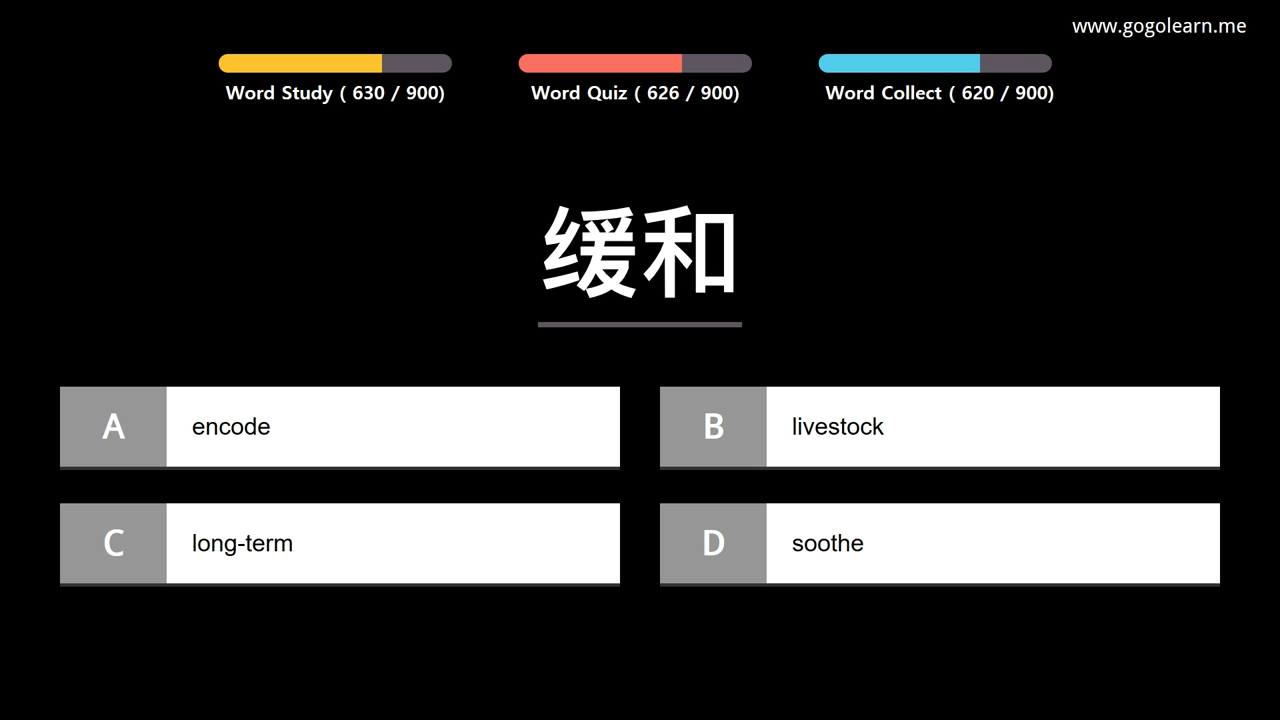 www.gogolearn.me
Word Study ( 630 / 900)
Word Quiz ( 626 / 900)
Word Collect ( 620 / 900)
缓和
A encode
B livestock
C long-term
D soothe